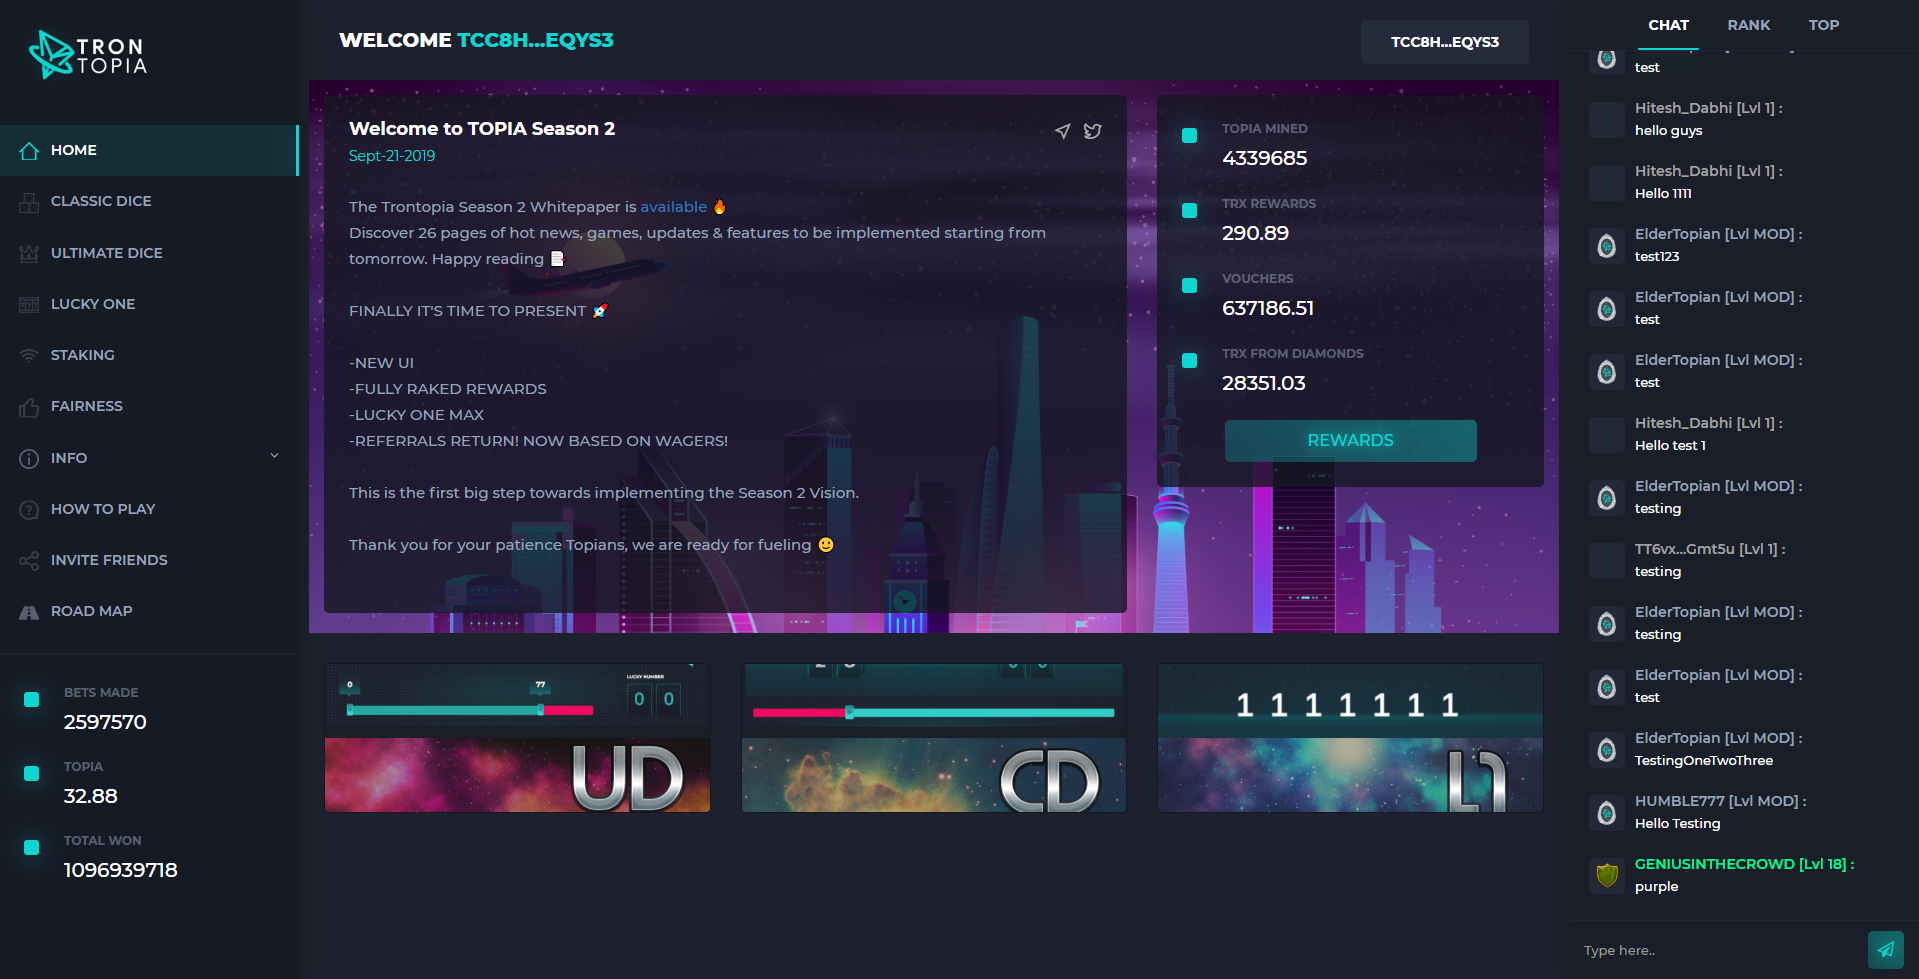 TRON
TOPIA
HOME
CLASSIC DICE
ULTIMATE DICE
LUCKY ONE
STAKING
FAIRNESS
INFO
HOW TO PLAY
INVITE FRIENDS
ROAD MAP
BETS MADE
2597570
TOPIA
32.88
TOTAL WON
1096939718
WELCOME TCC8H...EQYS3
TCC8H...EQYS3
Welcome to TOPIA Season 2
Sept-21-2019
The Trontopia Season 2 Whitepaper is available 🔥
Discover 26 pages of hot news, games, updates & features to be implemented starting from
tomorrow. Happy reading 📑
FINALLY IT'S TIME TO PRESENT 🚀
-NEW UI
-FULLY RAKED REWARDS
-LUCKY ONE MAX
-REFERRALS RETURN! NOW BASED ON WAGERS!
This is the first big step towards implementing the Season 2 Vision.
Thank you for your patience Topians, we are ready for fueling 🙂
TOPIA MINED
4339685
TRX REWARDS
290.89
VOUCHERS
637186.51
TRX FROM DIAMONDS
28351.03
REWARDS
0
77
LUCKY NUMBER
0 0
UD
CD
1 1 1 1 1 1 1
L1
CHAT RANK TOP
test
Hitesh_Dabhi [Lvl 1] :
hello guys
Hitesh_Dabhi [Lvl 1] :
Hello 1111
ElderTopian [Lvl MOD] :
test123
ElderTopian [Lvl MOD] :
test
ElderTopian [Lvl MOD] :
test
Hitesh_Dabhi [Lvl 1] :
Hello test 1
ElderTopian [Lvl MOD] :
testing
TT6vx...Gmt5u [Lvl 1] :
testing
ElderTopian [Lvl MOD] :
testing
ElderTopian [Lvl MOD] :
test
ElderTopian [Lvl MOD] :
TestingOneTwoThree
HUMBLE777 [Lvl MOD] :
Hello Testing
GENIUSINTHECROWD [Lvl 18] :
purple
Type here..